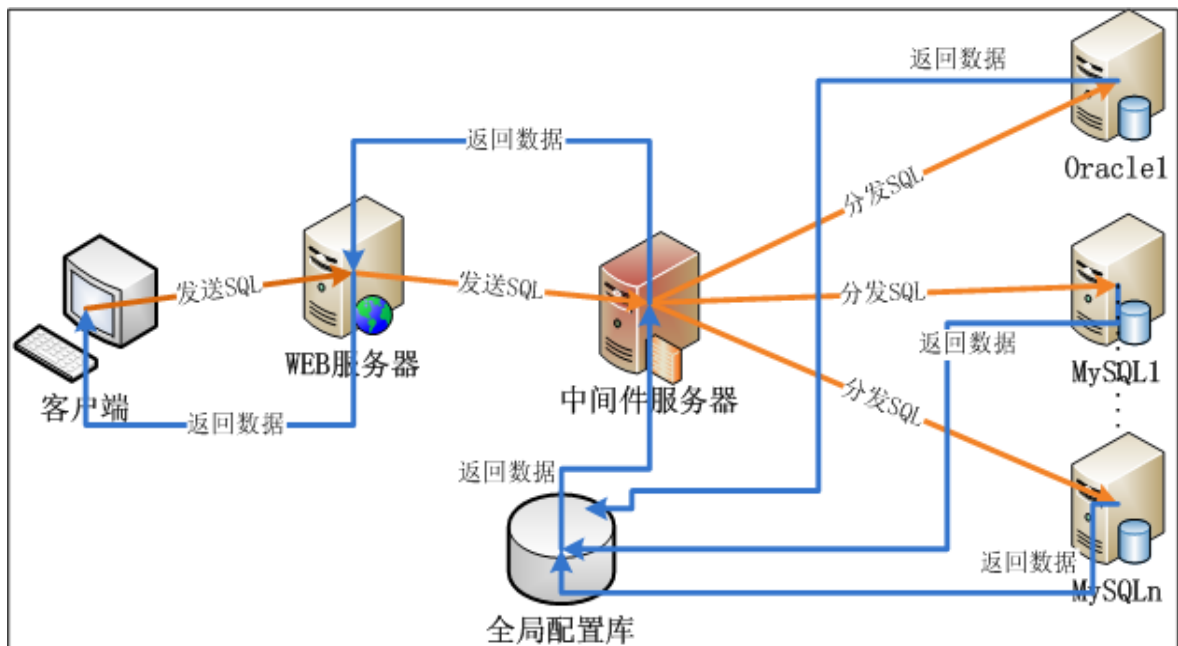 返回数据
Oracle1
返回数据
分发SQL
发送SQL
发送SQL
分发SQL
返回数据
WEB服务器
MySQL1
客户端
中间件服务器
分发SQL
返回数据
返回数据
返回数据
MySQLn
全局配置库